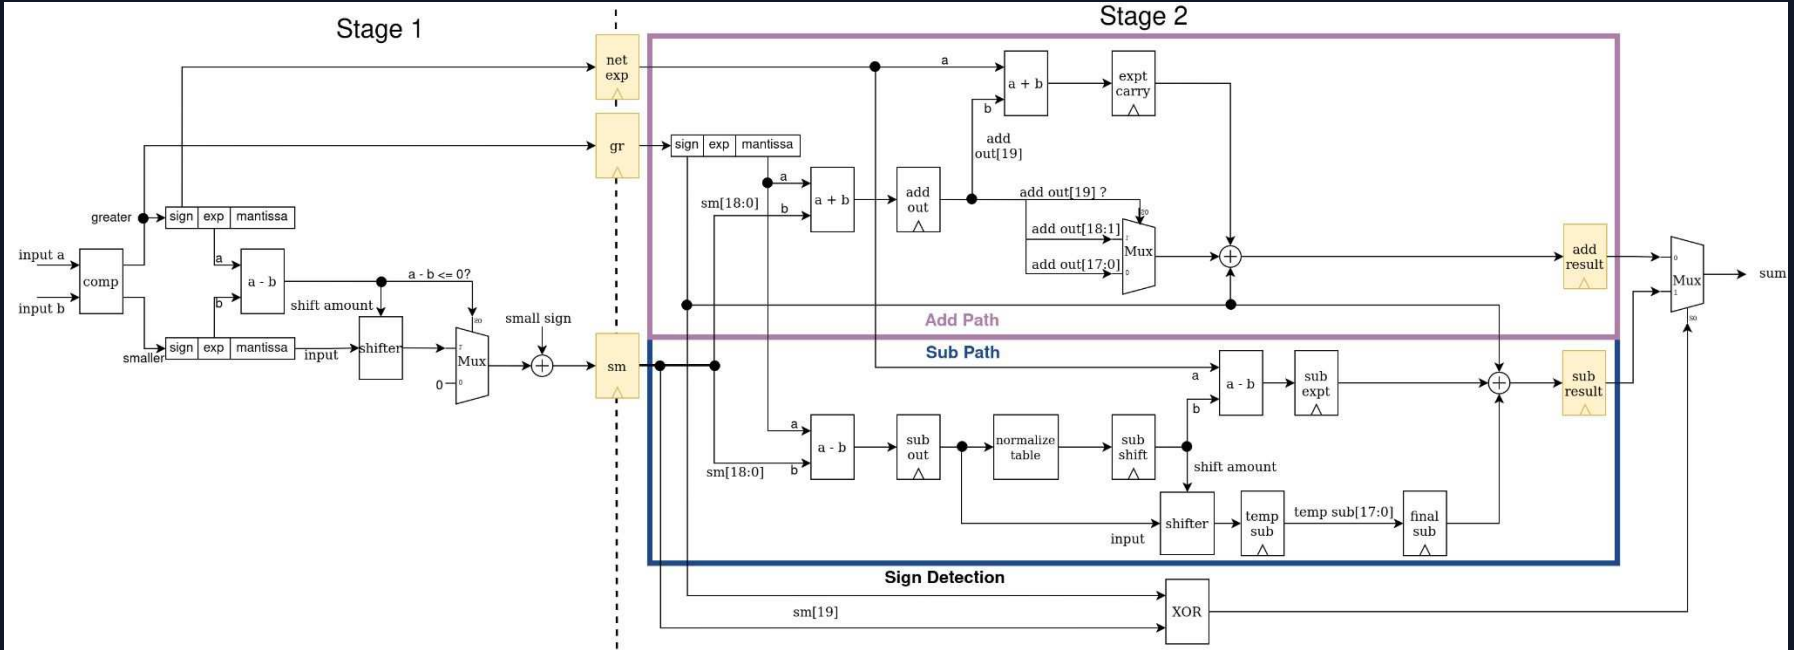 Stage 1
Stage 2
net
exp
a
a + b
b
expt
carry
gr
sign exp mantissa
add
out[19]
a
sm[18:0]
a + b
b
add
out
add out[19] ?
add out[18:1]
add out[17:0]
Mux
0
greater
sign exp mantissa
input a
comp
input b
a
a - b
b
a - b <= 0?
shift amount
small sign
smaller
sign exp mantissa
input
shifter
Mux
0
0
sm
add
result
0
Mux
1
sum
Add Path
Sub Path
a
a - b
b
sub
expt
sub
result
a
a - b
sm[18:0]
b
sub
out
normalize
table
sub
shift
shift amount
shifter
input
temp
sub
temp sub[17:0]
final
sub
Sign Detection
sm[19]
XOR